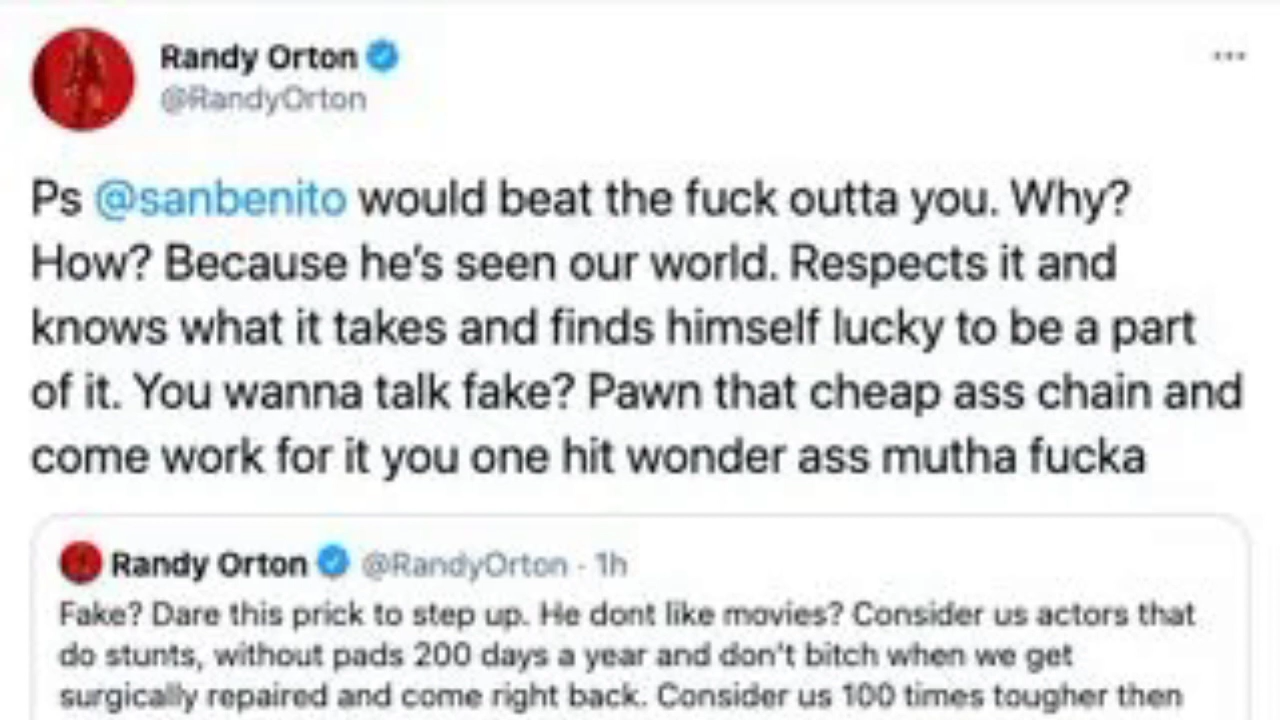 Randy Orton
@RandyOrton
Ps @sanbenito would beat the fuck outta you. Why?
How? Because he's seen our world. Respects it and
knows what it takes and finds himself lucky to be a part
of it. You wanna talk fake? Pawn that cheap ass chain and
come work for it you one hit wonder ass mutha fucka
Randy Orton @RandyOrton · 1h
Fake? Dare this prick to step up. He dont like movies? Consider us actors that
do stunts, without pads 200 days a year and don't bitch when we get
surgically repaired and come right back. Consider us 100 times tougher then